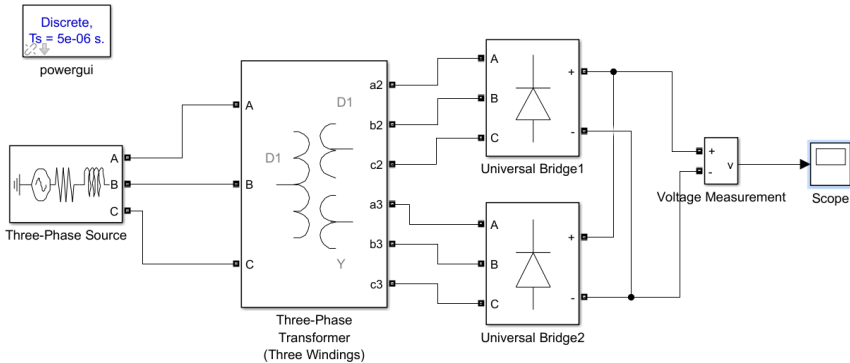 Discrete,
Ts = 5e-06 s.
powergui
A
B
C
Three-Phase Source
A
B
C
D1
D1
Y
a2
b2
c2
a3
b3
c3
Three-Phase
Transformer
(Three Windings)
A
B
C
+
-
Universal Bridge1
A
B
C
+
-
Universal Bridge2
+
-
v
Voltage Measurement
Scope